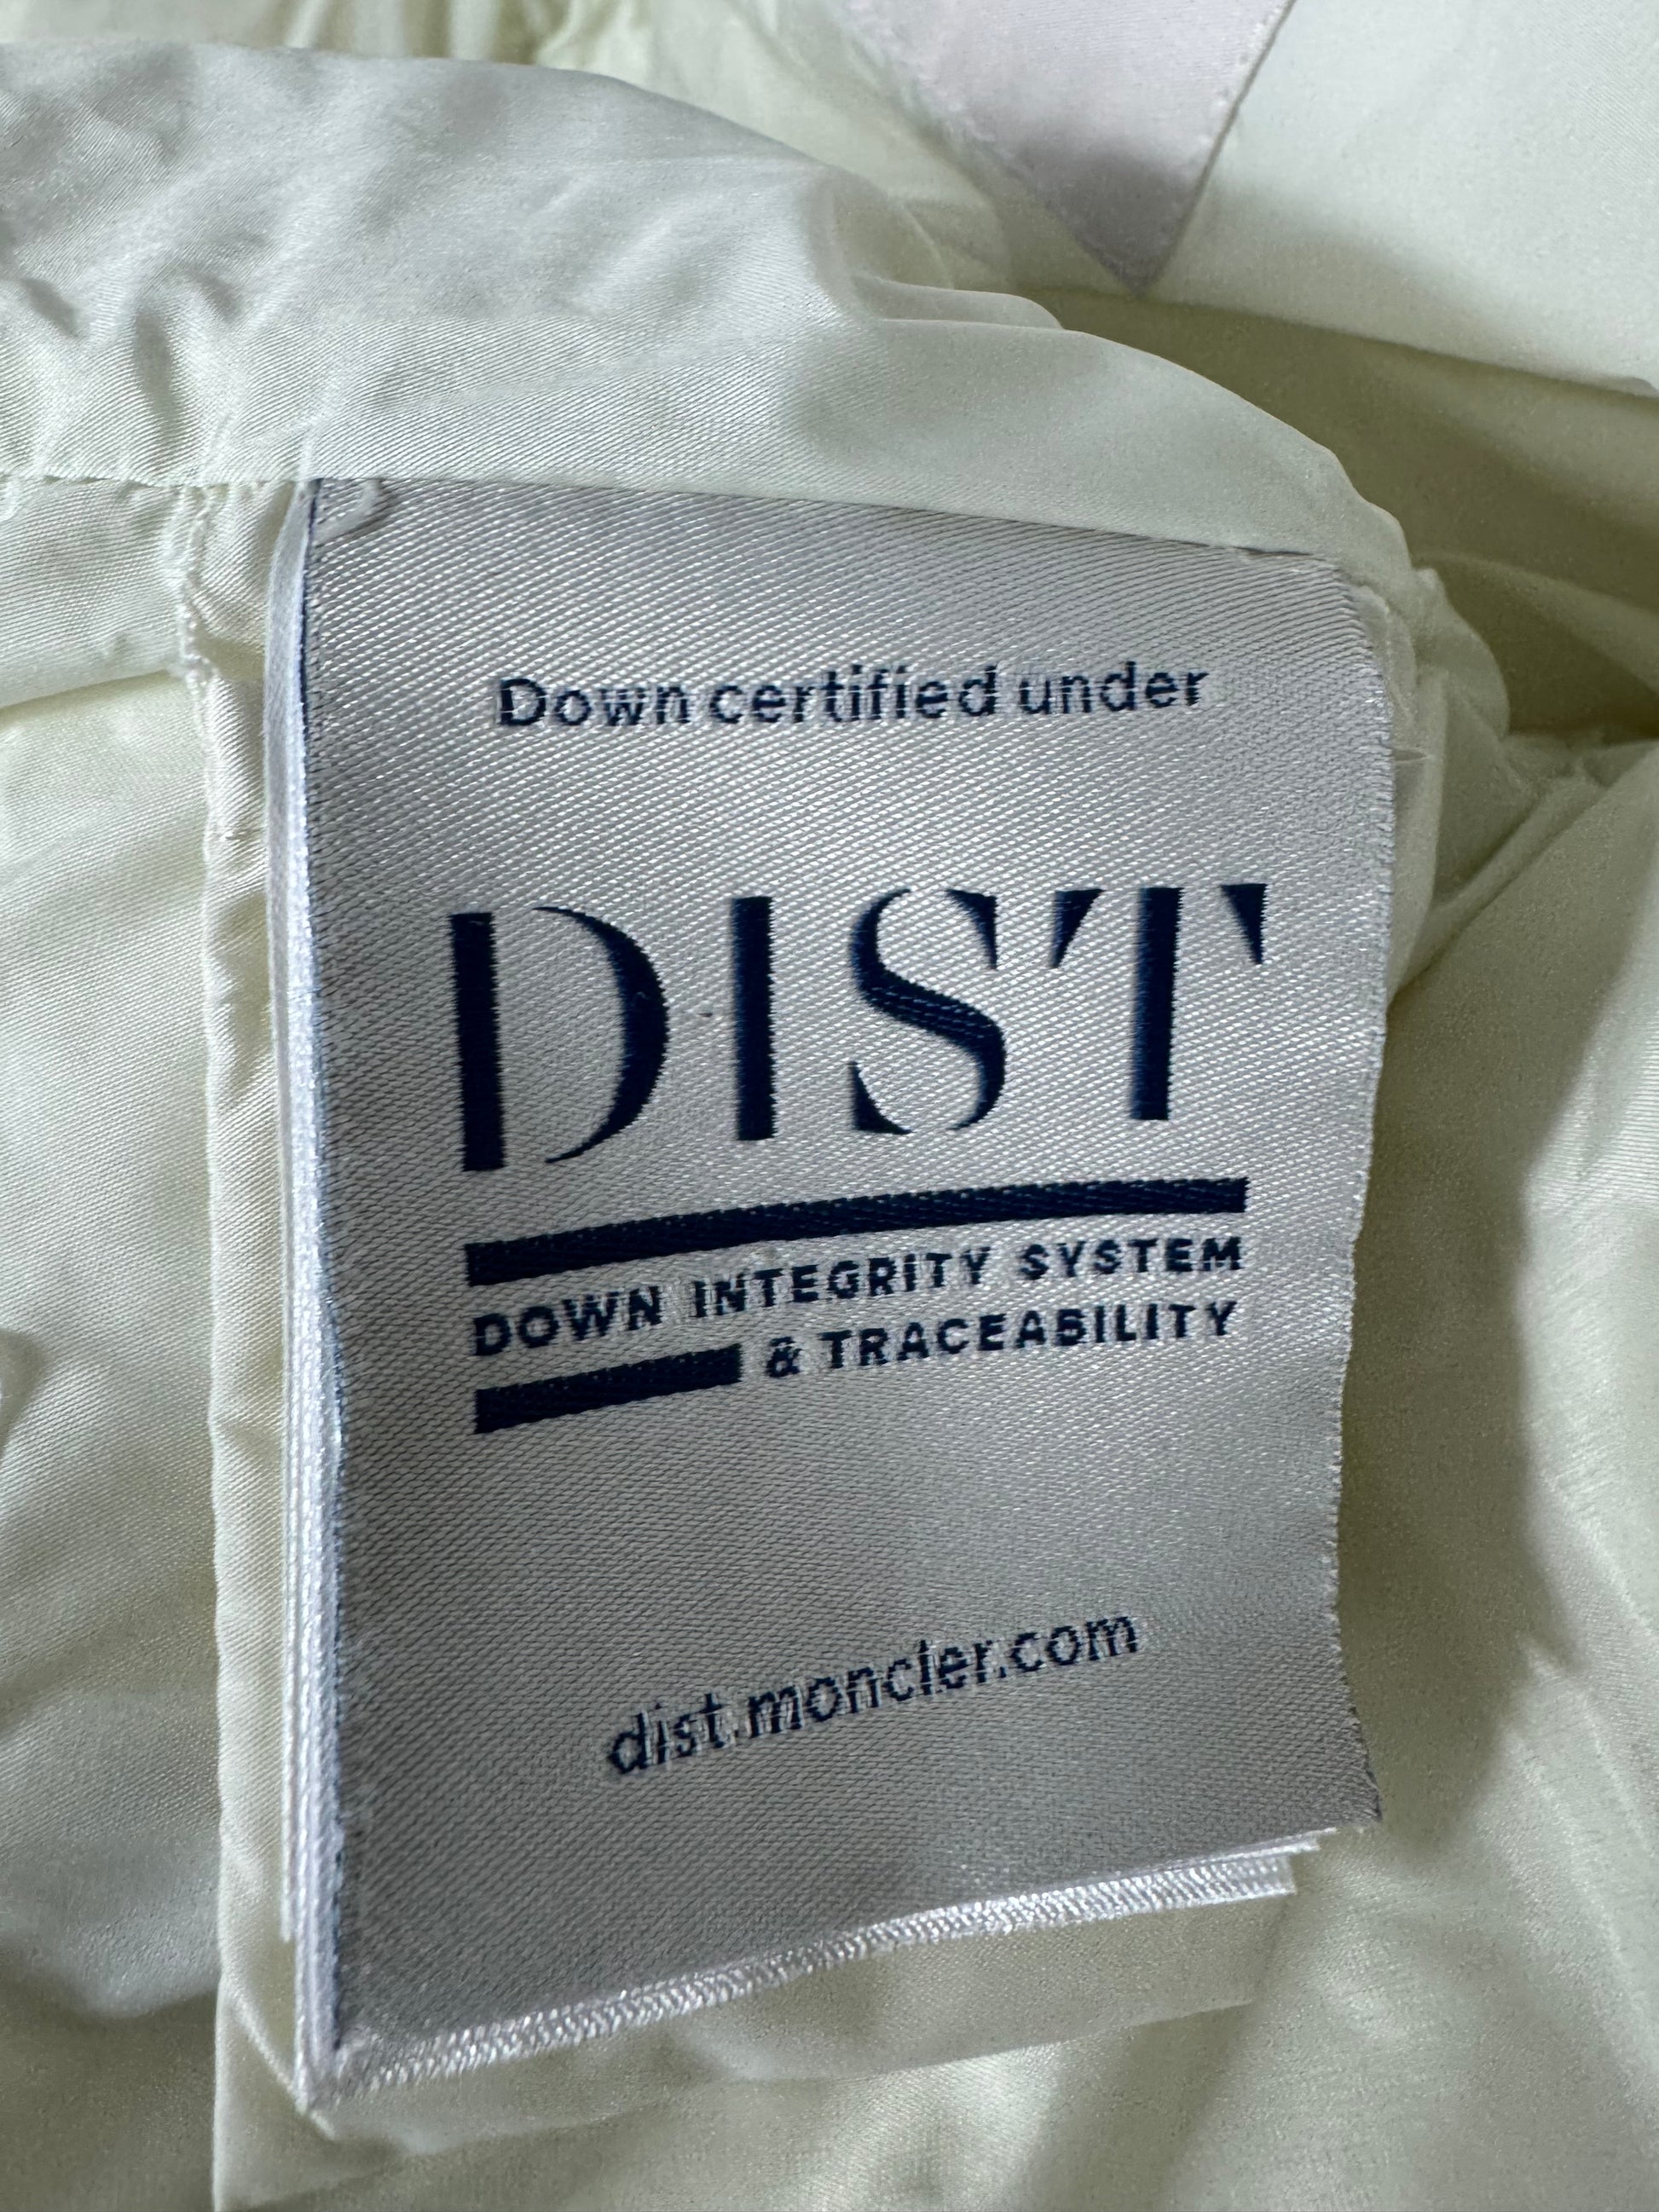 Down certified under
DIST
DOWN INTEGRITY SYSTEM
& TRACEABILITY
dist.moncler.com